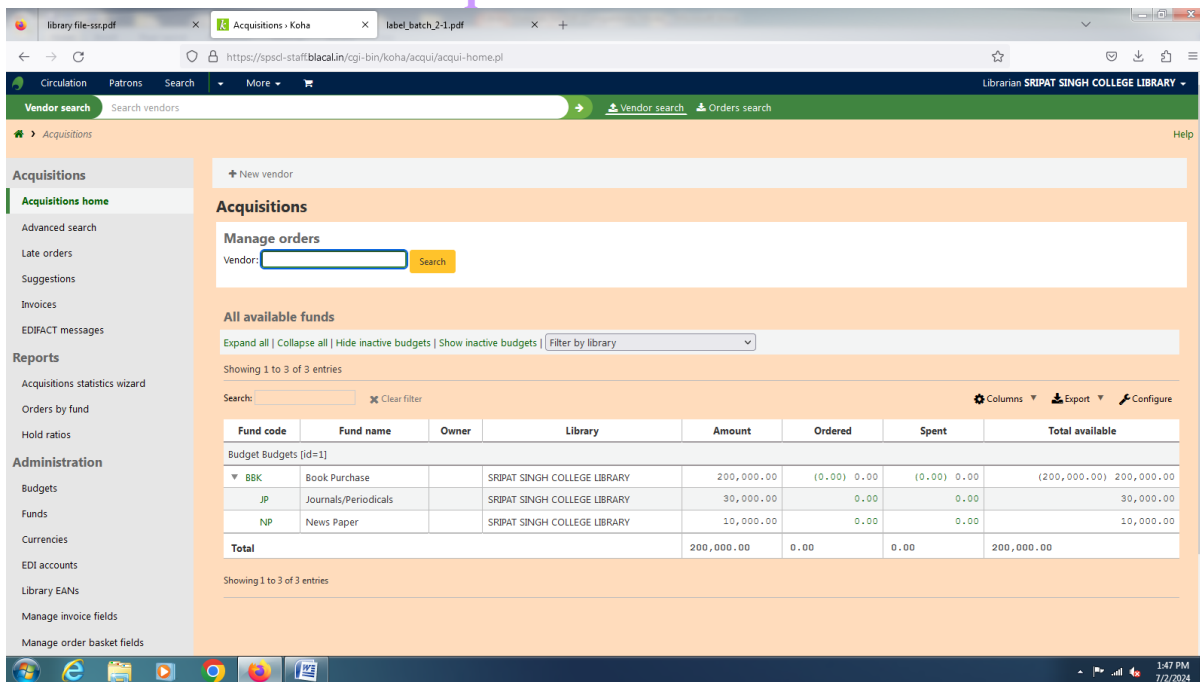 library file-ssr.pdf × Acquisitions › Koha × label_batch_2-1.pdf × +
https://spscl-staff.blacal.in/cgi-bin/koha/acqui/acqui-home.pl
Circulation Patrons Search More Librarian SRIPAT SINGH COLLEGE LIBRARY
Vendor search Search vendors Vendor search Orders search
Acquisitions Help
Acquisitions
Acquisitions home
Advanced search
Late orders
Suggestions
Invoices
EDIFACT messages
Reports
Acquisitions statistics wizard
Orders by fund
Hold ratios
Administration
Budgets
Funds
Currencies
EDI accounts
Library EANs
Manage invoice fields
Manage order basket fields
+ New vendor
Acquisitions
Manage orders
Vendor: Search
All available funds
Expand all | Collapse all | Hide inactive budgets | Show inactive budgets | Filter by library
Showing 1 to 3 of 3 entries
Search: Clear filter Columns Export Configure
Fund code Fund name Owner Library Amount Ordered Spent Total available
Budget Budgets [id=1]
BBK Book Purchase SRIPAT SINGH COLLEGE LIBRARY 200,000.00 (0.00) 0.00 (0.00) 0.00 (200,000.00) 200,000.00
JP Journals/Periodicals SRIPAT SINGH COLLEGE LIBRARY 30,000.00 0.00 0.00 30,000.00
NP News Paper SRIPAT SINGH COLLEGE LIBRARY 10,000.00 0.00 0.00 10,000.00
Total 200,000.00 0.00 0.00 200,000.00
Showing 1 to 3 of 3 entries
1:47 PM
7/2/2024